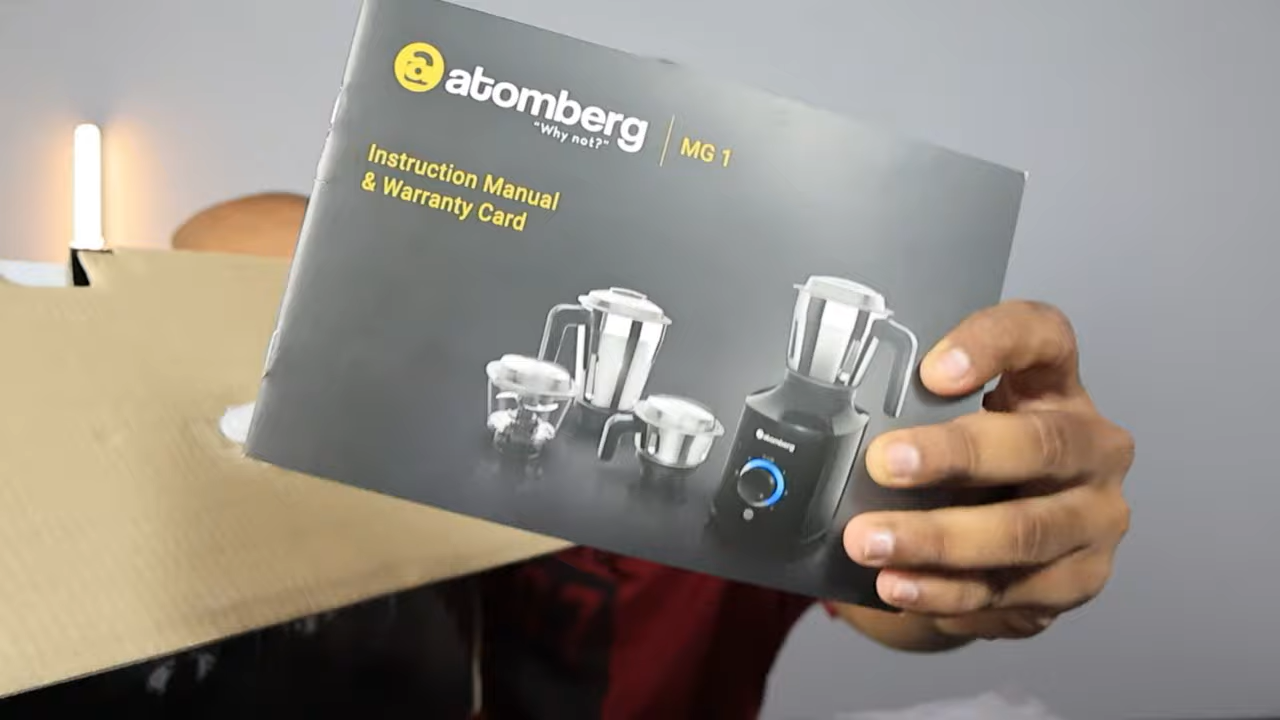 atomberg
"Why not?"
MG 1
Instruction Manual
& Warranty Card
atomberg